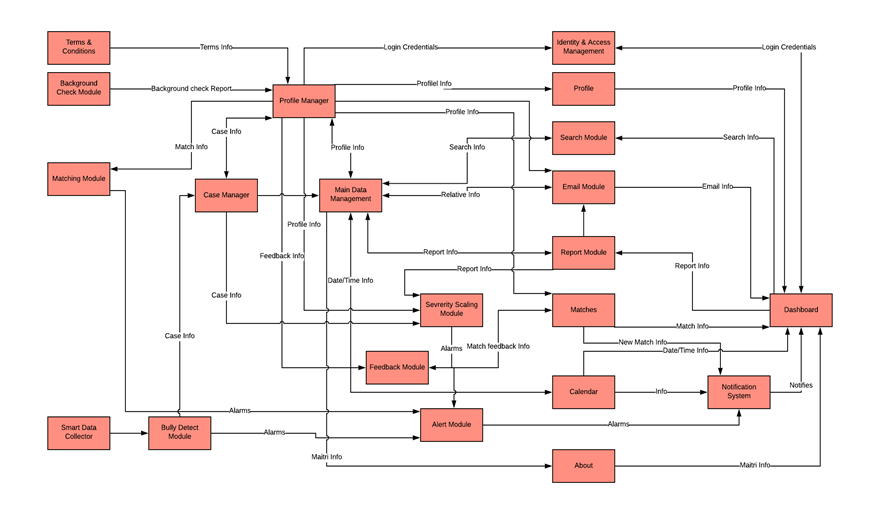 Terms &
Conditions
Terms Info
Login Credentials
Identity & Access
Management
Login Credentials
Background
Check Module
Background check Report
Profile Manager
Profilel Info
Profile
Profile Info
Profile Info
Case Info
Match Info
Profile Info
Search Info
Search Module
Search Info
Matching Module
Case Manager
Main Data
Management
Relative Info
Email Module
Email Info
Profile Info
Feedback Info
Report Info
Report Module
Report Info
Report Info
Date/Time Info
Case Info
Sevrerity Scaling
Module
Matches
Dashboard
Match Info
Case Info
Alarms
Match feedback Info
New Match Info
Date/Time Info
Feedback Module
Calendar
Info
Notification
System
Notifies
Alarms
Smart Data
Collector
Bully Detect
Module
Alarms
Alert Module
Alarms
Maitri Info
About
Maitri Info